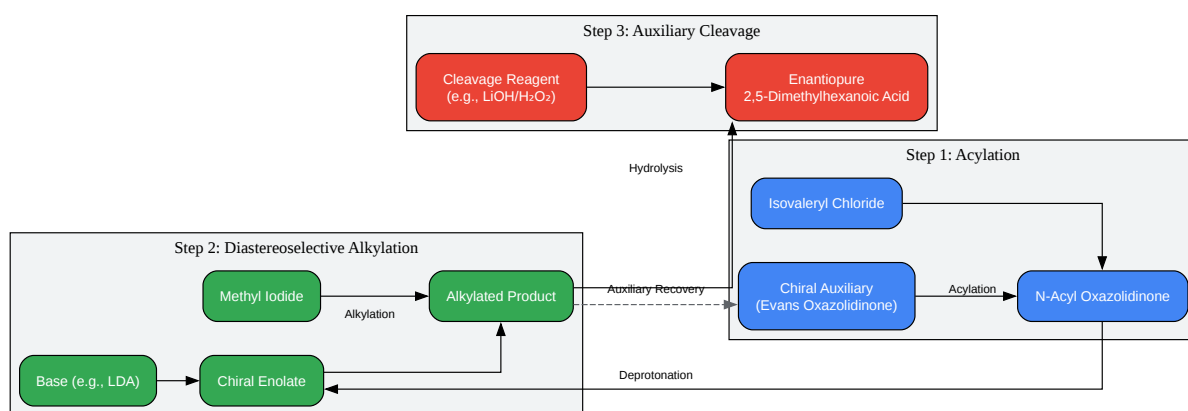 Step 3: Auxiliary Cleavage
Cleavage Reagent
(e.g., LiOH/H₂O₂)
Enantiopure
2,5-Dimethylhexanoic Acid
Hydrolysis
Step 1: Acylation
Isovaleryl Chloride
Chiral Auxiliary
(Evans Oxazolidinone)
Acylation
N-Acyl Oxazolidinone
Step 2: Diastereoselective Alkylation
Methyl Iodide
Alkylation
Alkylated Product
Auxiliary Recovery
Base (e.g., LDA)
Chiral Enolate
Deprotonation